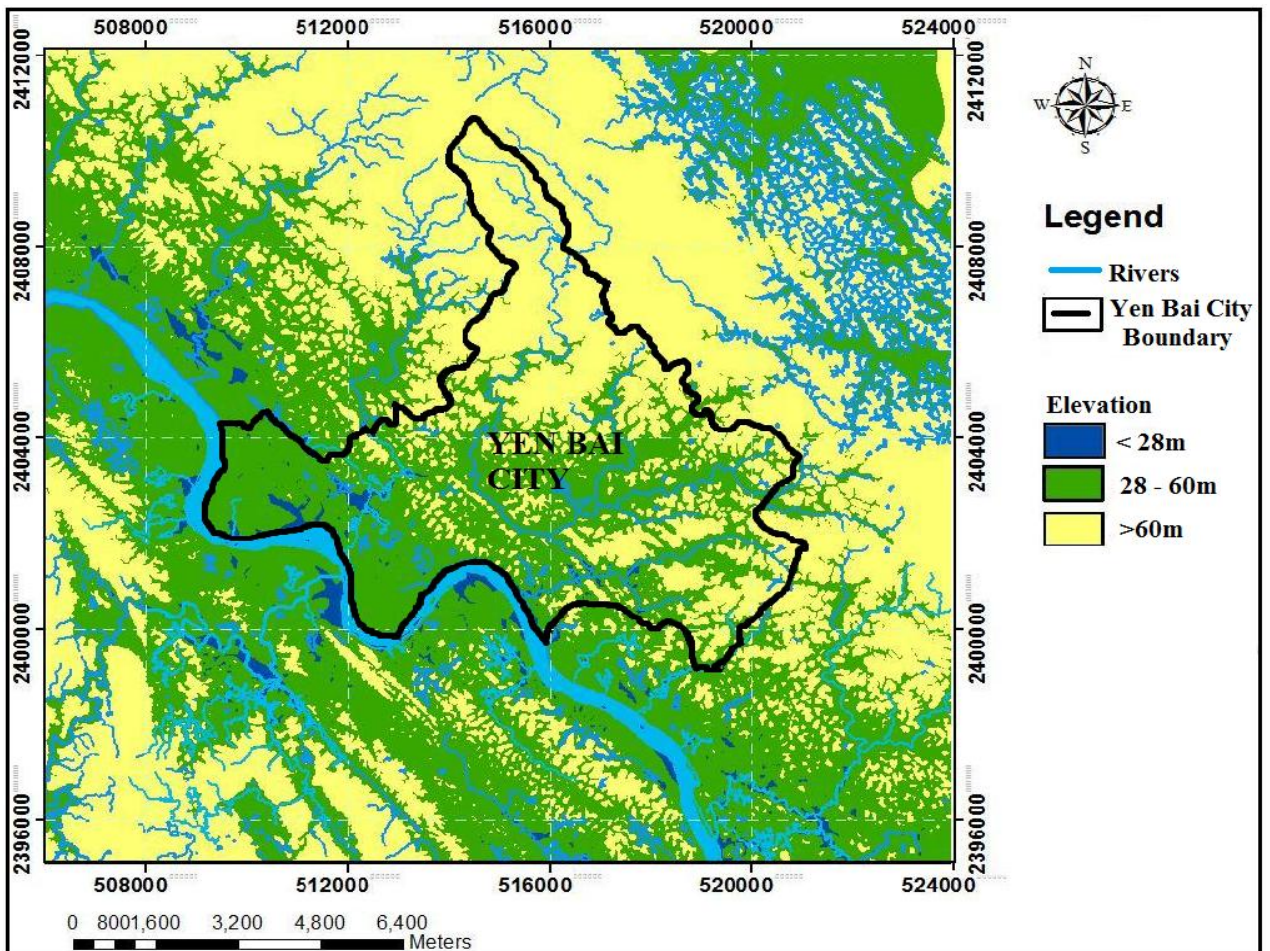 508000 512000 516000 520000 524000
2412000 2412000
N
W E
S
Legend
2408000 2408000
Rivers
Yen Bai City
Boundary
Elevation
< 28m
28 - 60m
>60m
2404000 2404000
YEN BAI
CITY
2400000 2400000
2396000 2396000
508000 512000 516000 520000 524000
0 8001,600 3,200 4,800 6,400
Meters